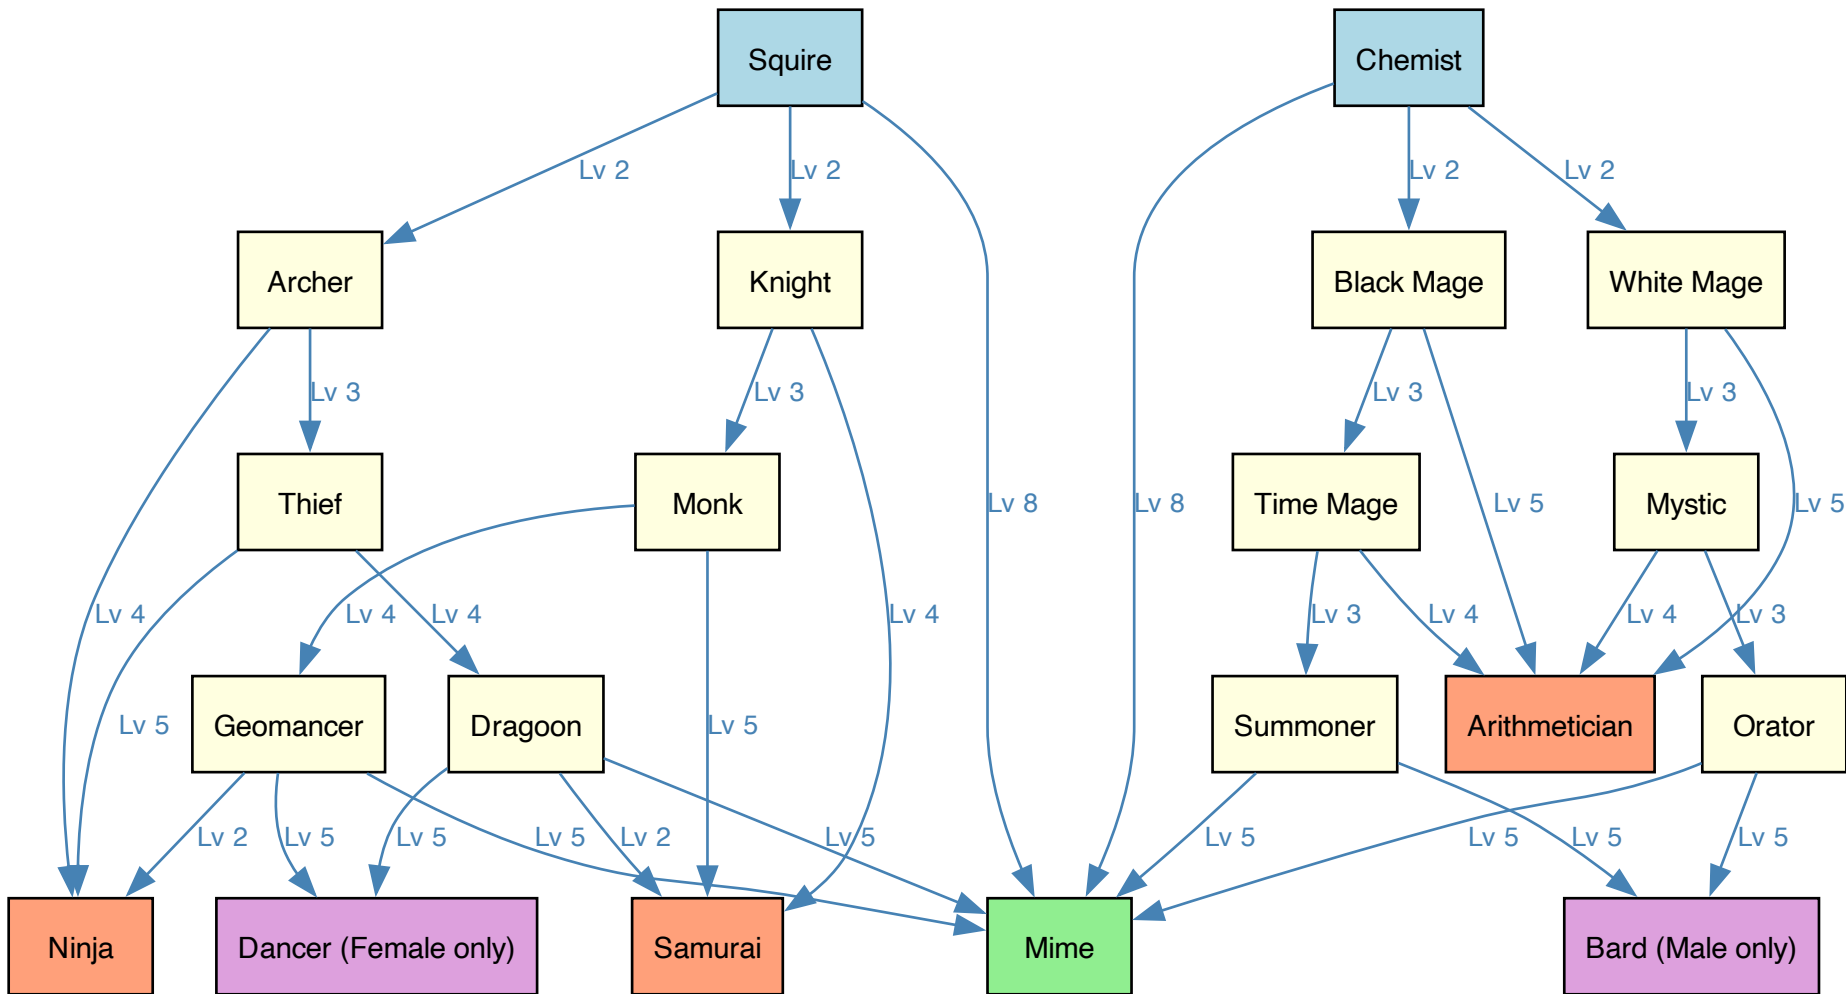 Squire
Chemist
Lv 2
Lv 2
Lv 2
Lv 2
Archer
Knight
Black Mage
White Mage
Lv 3
Lv 3
Lv 3
Lv 3
Thief
Monk
Lv 8
Lv 8
Time Mage
Lv 5
Mystic
Lv 5
Lv 4
Lv 4
Lv 4
Lv 4
Lv 3
Lv 4
Lv 4
Lv 3
Lv 5
Geomancer
Dragoon
Lv 5
Summoner
Arithmetician
Orator
Lv 2
Lv 5
Lv 5
Lv 5
Lv 2
Lv 5
Lv 5
Lv 5
Lv 5
Lv 5
Ninja
Dancer (Female only)
Samurai
Mime
Bard (Male only)